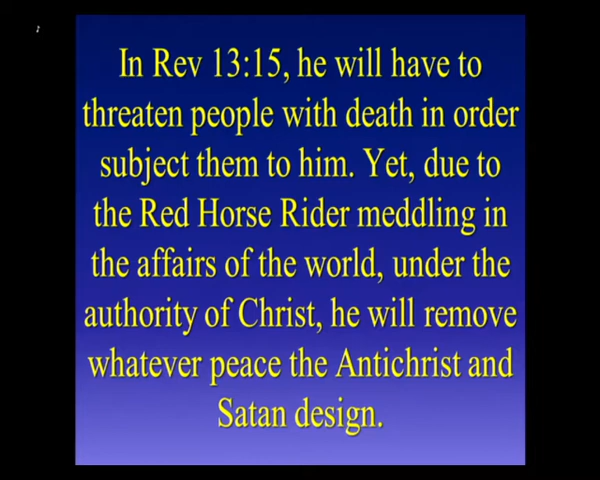 In Rev 13:15, he will have to
threaten people with death in order
subject them to him. Yet, due to
the Red Horse Rider meddling in
the affairs of the world, under the
authority of Christ, he will remove
whatever peace the Antichrist and
Satan design.